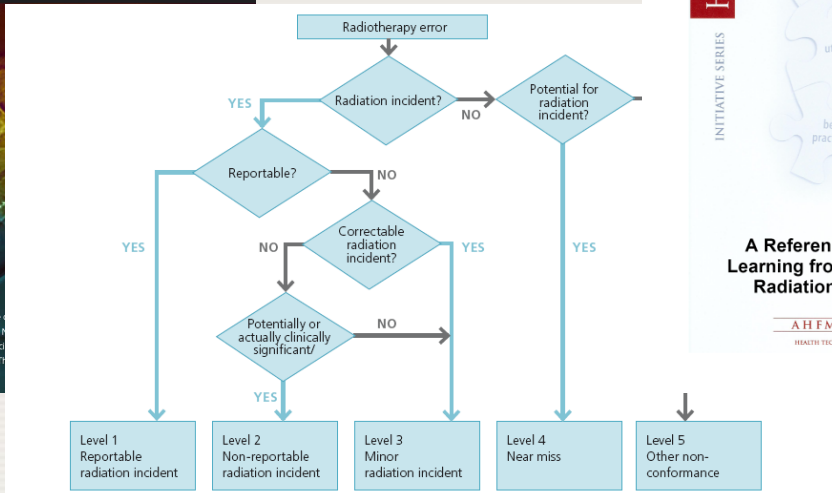 Radiotherapy error
Radiation incident?
YES
NO
Potential for
radiation
incident?
Reportable?
NO
YES
Correctable
radiation
incident?
NO
YES
YES
Potentially or
actually clinically
significant/
NO
YES
Level 1
Reportable
radiation incident
Level 2
Non-reportable
radiation incident
Level 3
Minor
radiation incident
Level 4
Near miss
Level 5
Other non-
conformance
INITIATIVE SERIES
A Referen
Learning fro
Radiation
AHFM
HEALTH TEC